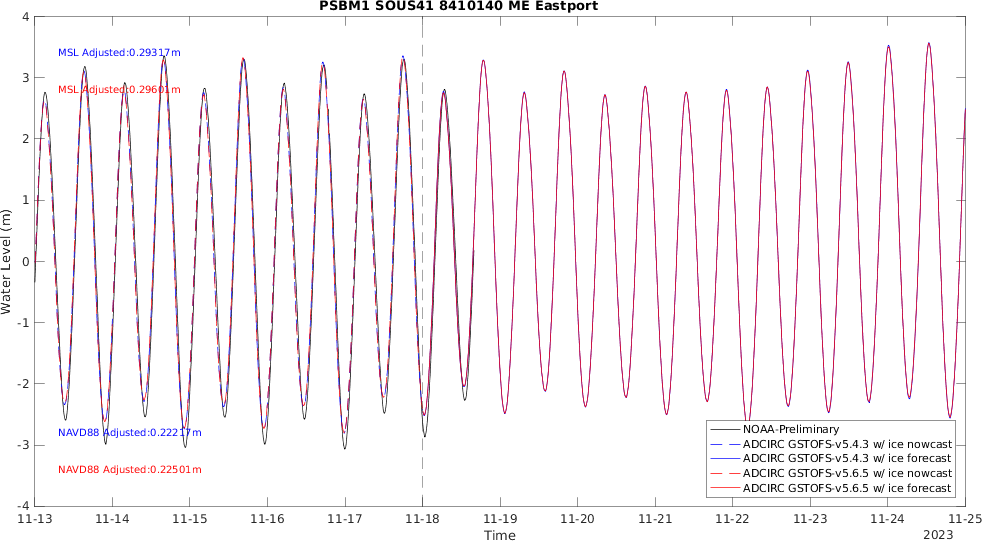 PSBM1 SOUS41 8410140 ME Eastport
4
3
2
1
0
-1
-2
-3
-4
Water Level (m)
MSL Adjusted:0.29317m
MSL Adjusted:0.29601m
NAVD88 Adjusted:0.22217m
NAVD88 Adjusted:0.22501m
NOAA-Preliminary
ADCIRC GSTOFS-v5.4.3 w/ ice nowcast
ADCIRC GSTOFS-v5.4.3 w/ ice forecast
ADCIRC GSTOFS-v5.6.5 w/ ice nowcast
ADCIRC GSTOFS-v5.6.5 w/ ice forecast
11-13 11-14 11-15 11-16 11-17 11-18 11-19 11-20 11-21 11-22 11-23 11-24 11-25
Time
2023